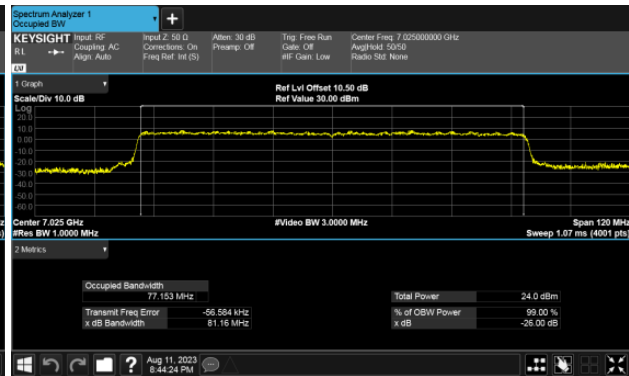 Spectrum Analyzer 1
Occupied BW
+
KEYSIGHT Input: RF Input Z: 50 Ω Atten: 30 dB Trig: Free Run Center Freq: 7.025000000 GHz
RL Coupling: AC Corrections: On Preamp: Off Gate: Off Avg|Hold: 50/50
Align: Auto Freq Ref: Int (S) #IF Gain: Low Radio Std: None
LXI
1 Graph
Ref Lvl Offset 10.50 dB
Scale/Div 10.0 dB Ref Value 30.00 dBm
Log
20.0
10.0
0.00
-10.0
-20.0
-30.0
-40.0
-50.0
-60.0
Center 7.025 GHz #Video BW 3.0000 MHz Span 120 MHz
#Res BW 1.0000 MHz Sweep 1.07 ms (4001 pts)
2 Metrics
Occupied Bandwidth
77.153 MHz Total Power 24.0 dBm
Transmit Freq Error -56.584 kHz % of OBW Power 99.00 %
x dB Bandwidth 81.16 MHz x dB -26.00 dB
? Aug 11, 2023
8:44:24 PM